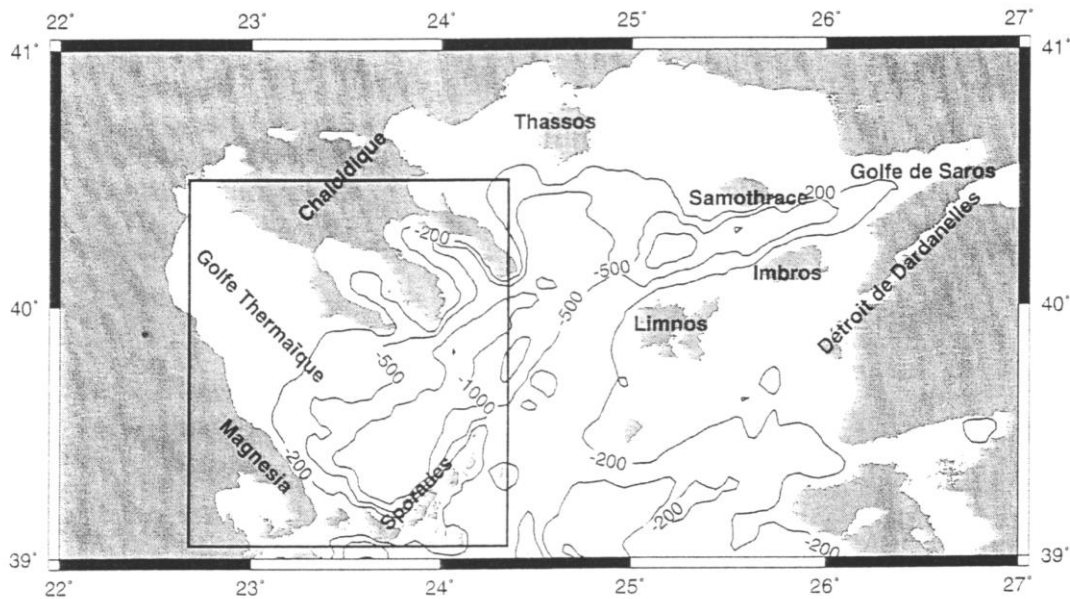 22° 23° 24° 25° 26° 27°
41° 41°
Thassos
Chalcidique
Golfe de Saros
Samothrace
-200
-200
-500
Imbros
Golfe Thermaïque
Détroit de Dardanelles
40° 40°
-500
Limnos
-500
-1000
Magnesia
-200
-200
Sporades
-200
-200
39° 39°
22° 23° 24° 25° 26° 27°